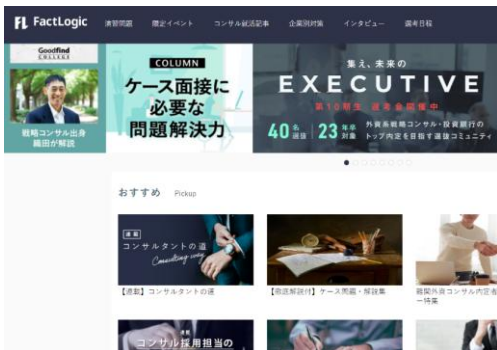 FL FactLogic
演習問題 限定イベント コンサル就活記事 企業別対策 インタビュー 選考日程
Goodfind
COLLEGE
戦略コンサル出身
織田が解説
COLUMN
ケース面接に
必要な
問題解決力
集え、未来の
EXECUTIVE
第10期生 選考会開催中
40名選抜 23年卒対象
外資系戦略コンサル・投資銀行の
トップ内定を目指す選抜コミュニティ
おすすめ Pickup
連載
コンサルタントの道
Consulting way
【連載】コンサルタントの道
【徹底解説付】ケース問題・解説集
難関外資コンサル内定者
ー特集
連載
コンサル採用担当の